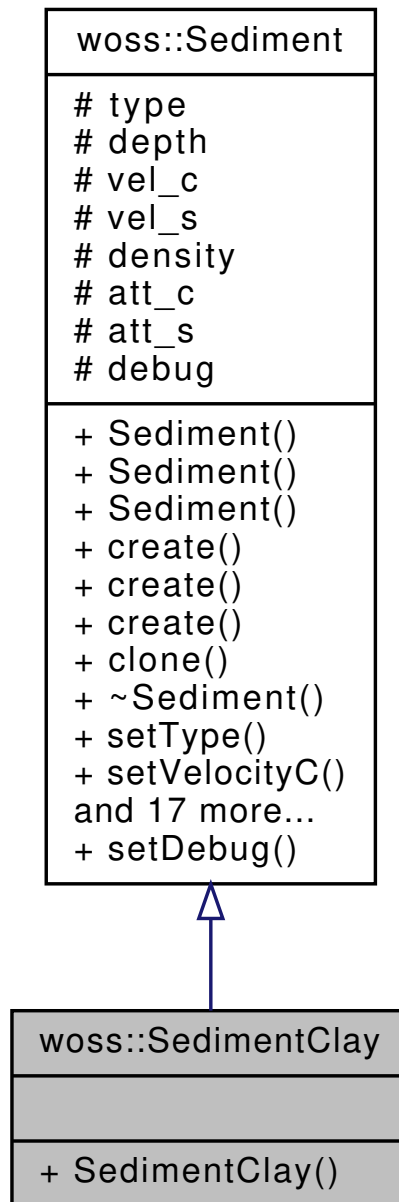 woss::Sediment
# type
# depth
# vel_c
# vel_s
# density
# att_c
# att_s
# debug
+ Sediment()
+ Sediment()
+ Sediment()
+ create()
+ create()
+ create()
+ clone()
+ ~Sediment()
+ setType()
+ setVelocityC()
and 17 more...
+ setDebug()
woss::SedimentClay
+ SedimentClay()